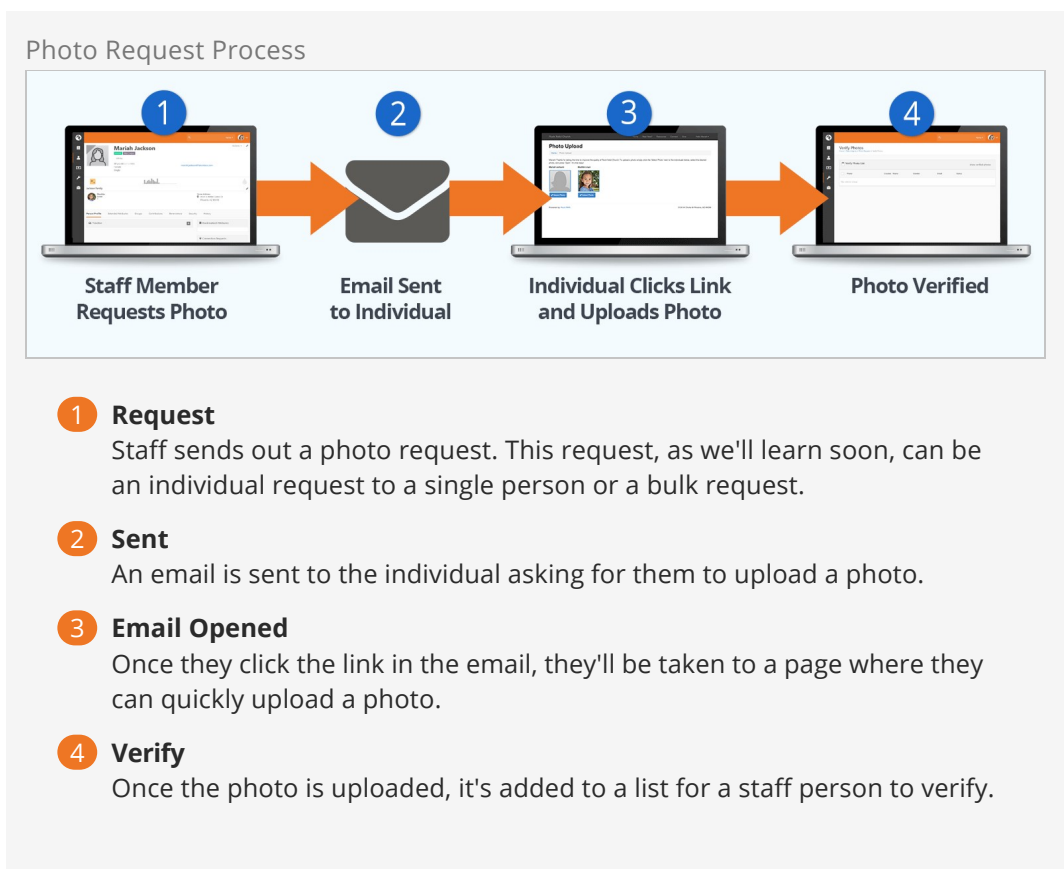 Photo Request Process
1
2
3
4
Mariah Jackson
Photo Upload
Verify Photos
Staff Member
Requests Photo
Email Sent
to Individual
Individual Clicks Link
and Uploads Photo
Photo Verified
1 Request
Staff sends out a photo request. This request, as we'll learn soon, can be
an individual request to a single person or a bulk request.
2 Sent
An email is sent to the individual asking for them to upload a photo.
3 Email Opened
Once they click the link in the email, they'll be taken to a page where they
can quickly upload a photo.
4 Verify
Once the photo is uploaded, it's added to a list for a staff person to verify.